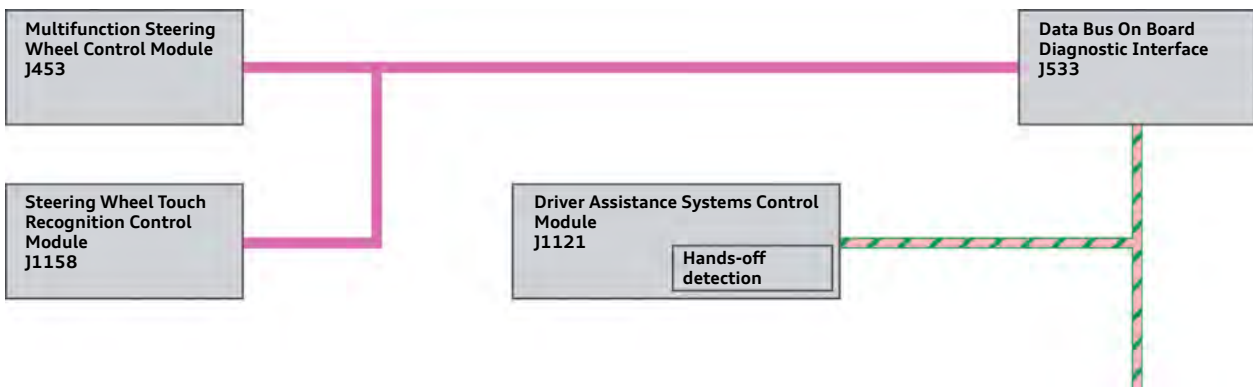 Multifunction Steering
Wheel Control Module
J453
Data Bus On Board
Diagnostic Interface
J533
Steering Wheel Touch
Recognition Control
Module
J1158
Driver Assistance Systems Control
Module
J1121
Hands-off
detection